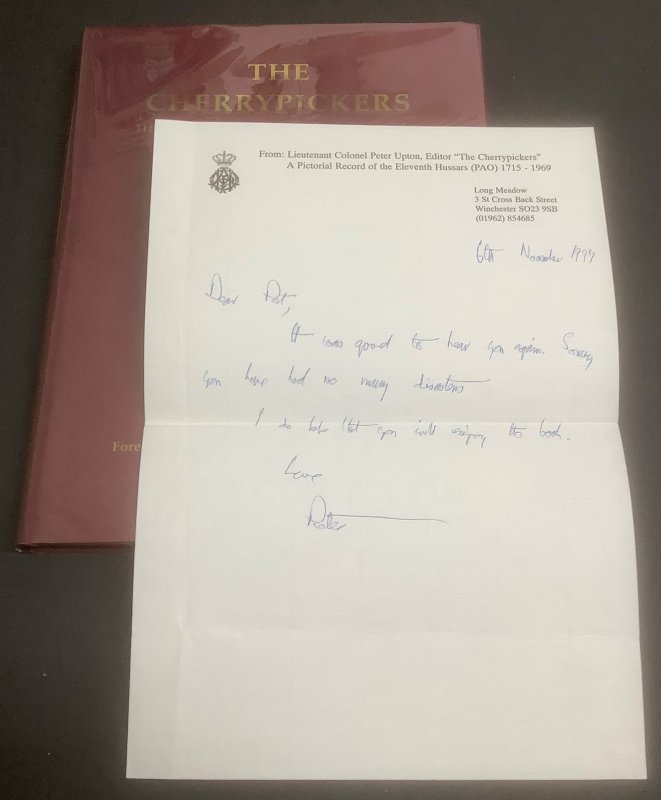 THE
CHERRYPICKERS
From: Lieutenant Colonel Peter Upton, Editor "The Cherrypickers"
A Pictorial Record of the Eleventh Hussars (PAO) 1715 - 1969
Long Meadow
3 St Cross Back Street
Winchester SO23 9SB
(01962) 854685
6th November 1997
Dear Pat,
It was good to hear you again. Sorry
you have had so many disasters
I do hope that you will enjoy the book.
Love
Peter
Fore